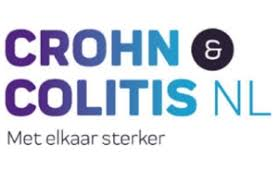 CROHN &
COLITIS NL
Met elkaar sterker